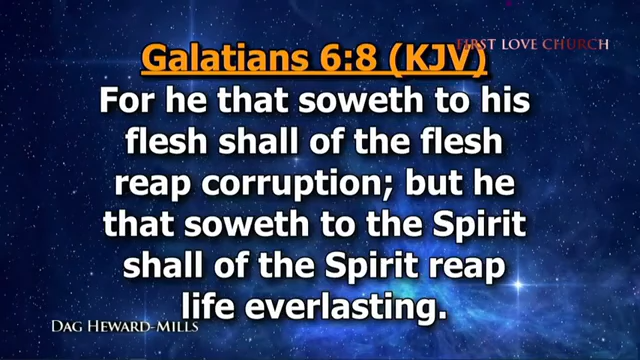 FIRST LOVE CHURCH
Galatians 6:8 (KJV)
For he that soweth to his
flesh shall of the flesh
reap corruption; but he
that soweth to the Spirit
shall of the Spirit reap
life everlasting.
DAG HEWARD-MILLS